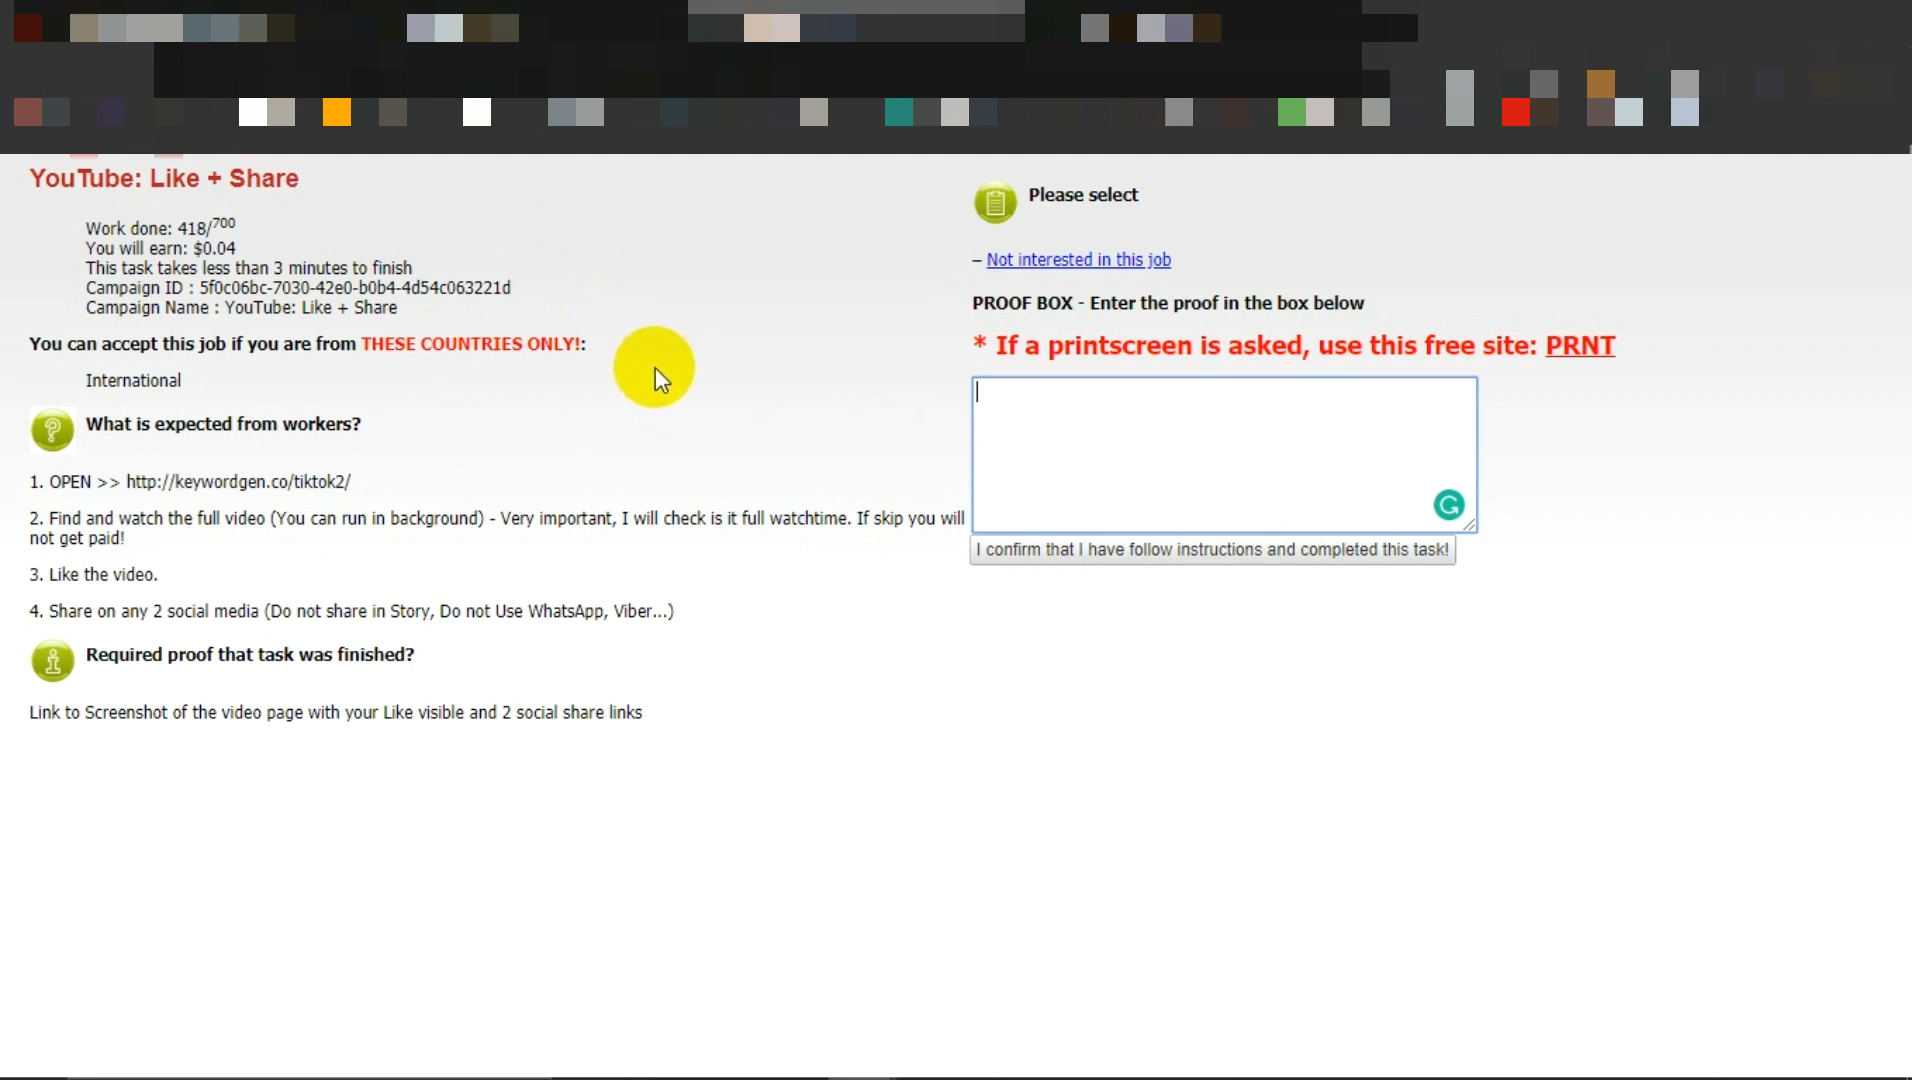 YouTube: Like + Share
Work done: 418/700
You will earn: $0.04
This task takes less than 3 minutes to finish
Campaign ID : 5f0c06bc-7030-42e0-b0b4-4d54c063221d
Campaign Name : YouTube: Like + Share
You can accept this job if you are from THESE COUNTRIES ONLY!:
International
What is expected from workers?
1. OPEN >> http://keywordgen.co/tiktok2/
2. Find and watch the full video (You can run in background) - Very important, I will check is it full watchtime. If skip you will
not get paid!
3. Like the video.
4. Share on any 2 social media (Do not share in Story, Do not Use WhatsApp, Viber...)
Required proof that task was finished?
Link to Screenshot of the video page with your Like visible and 2 social share links
Please select
– Not interested in this job
PROOF BOX - Enter the proof in the box below
* If a printscreen is asked, use this free site: PRNT
I confirm that I have follow instructions and completed this task!